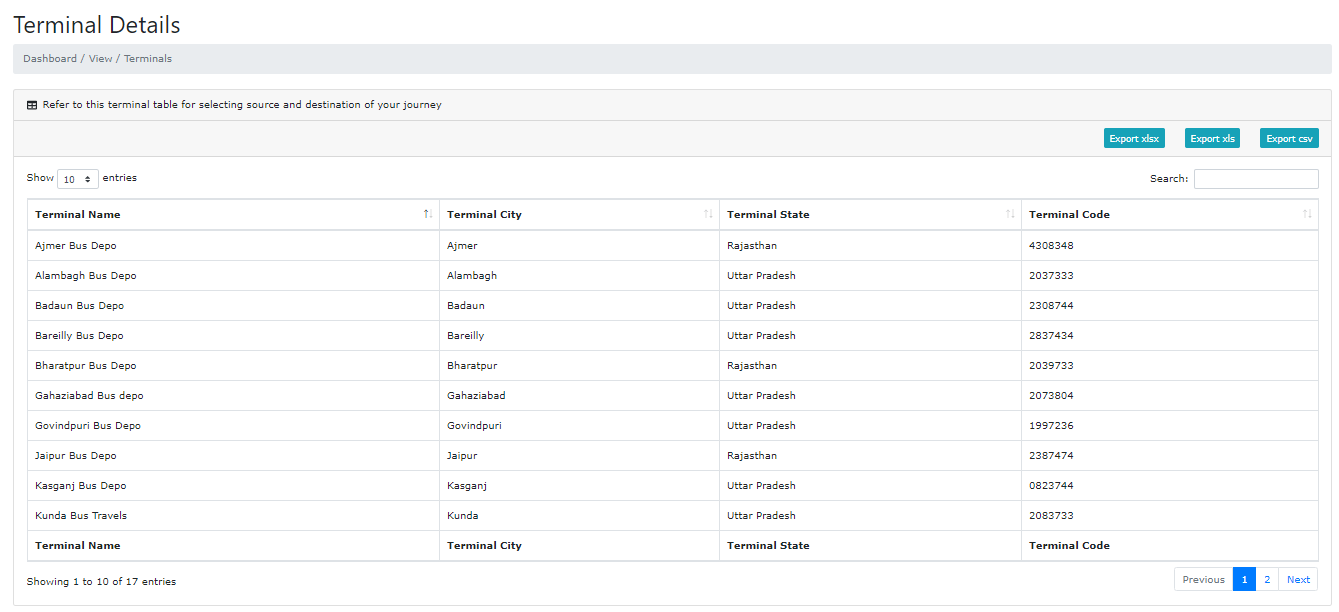 Terminal Details
Dashboard / View / Terminals
Refer to this terminal table for selecting source and destination of your journey
Export xlsx Export xls Export csv
Show 10 entries Search:
Terminal Name Terminal City Terminal State Terminal Code
Ajmer Bus Depo Ajmer Rajasthan 4308348
Alambagh Bus Depo Alambagh Uttar Pradesh 2037333
Badaun Bus Depo Badaun Uttar Pradesh 2308744
Bareilly Bus Depo Bareilly Uttar Pradesh 2837434
Bharatpur Bus Depo Bharatpur Rajasthan 2039733
Gahaziabad Bus depo Gahaziabad Uttar Pradesh 2073804
Govindpuri Bus Depo Govindpuri Uttar Pradesh 1997236
Jaipur Bus Depo Jaipur Rajasthan 2387474
Kasganj Bus Depo Kasganj Uttar Pradesh 0823744
Kunda Bus Travels Kunda Uttar Pradesh 2083733
Terminal Name Terminal City Terminal State Terminal Code
Showing 1 to 10 of 17 entries Previous 1 2 Next